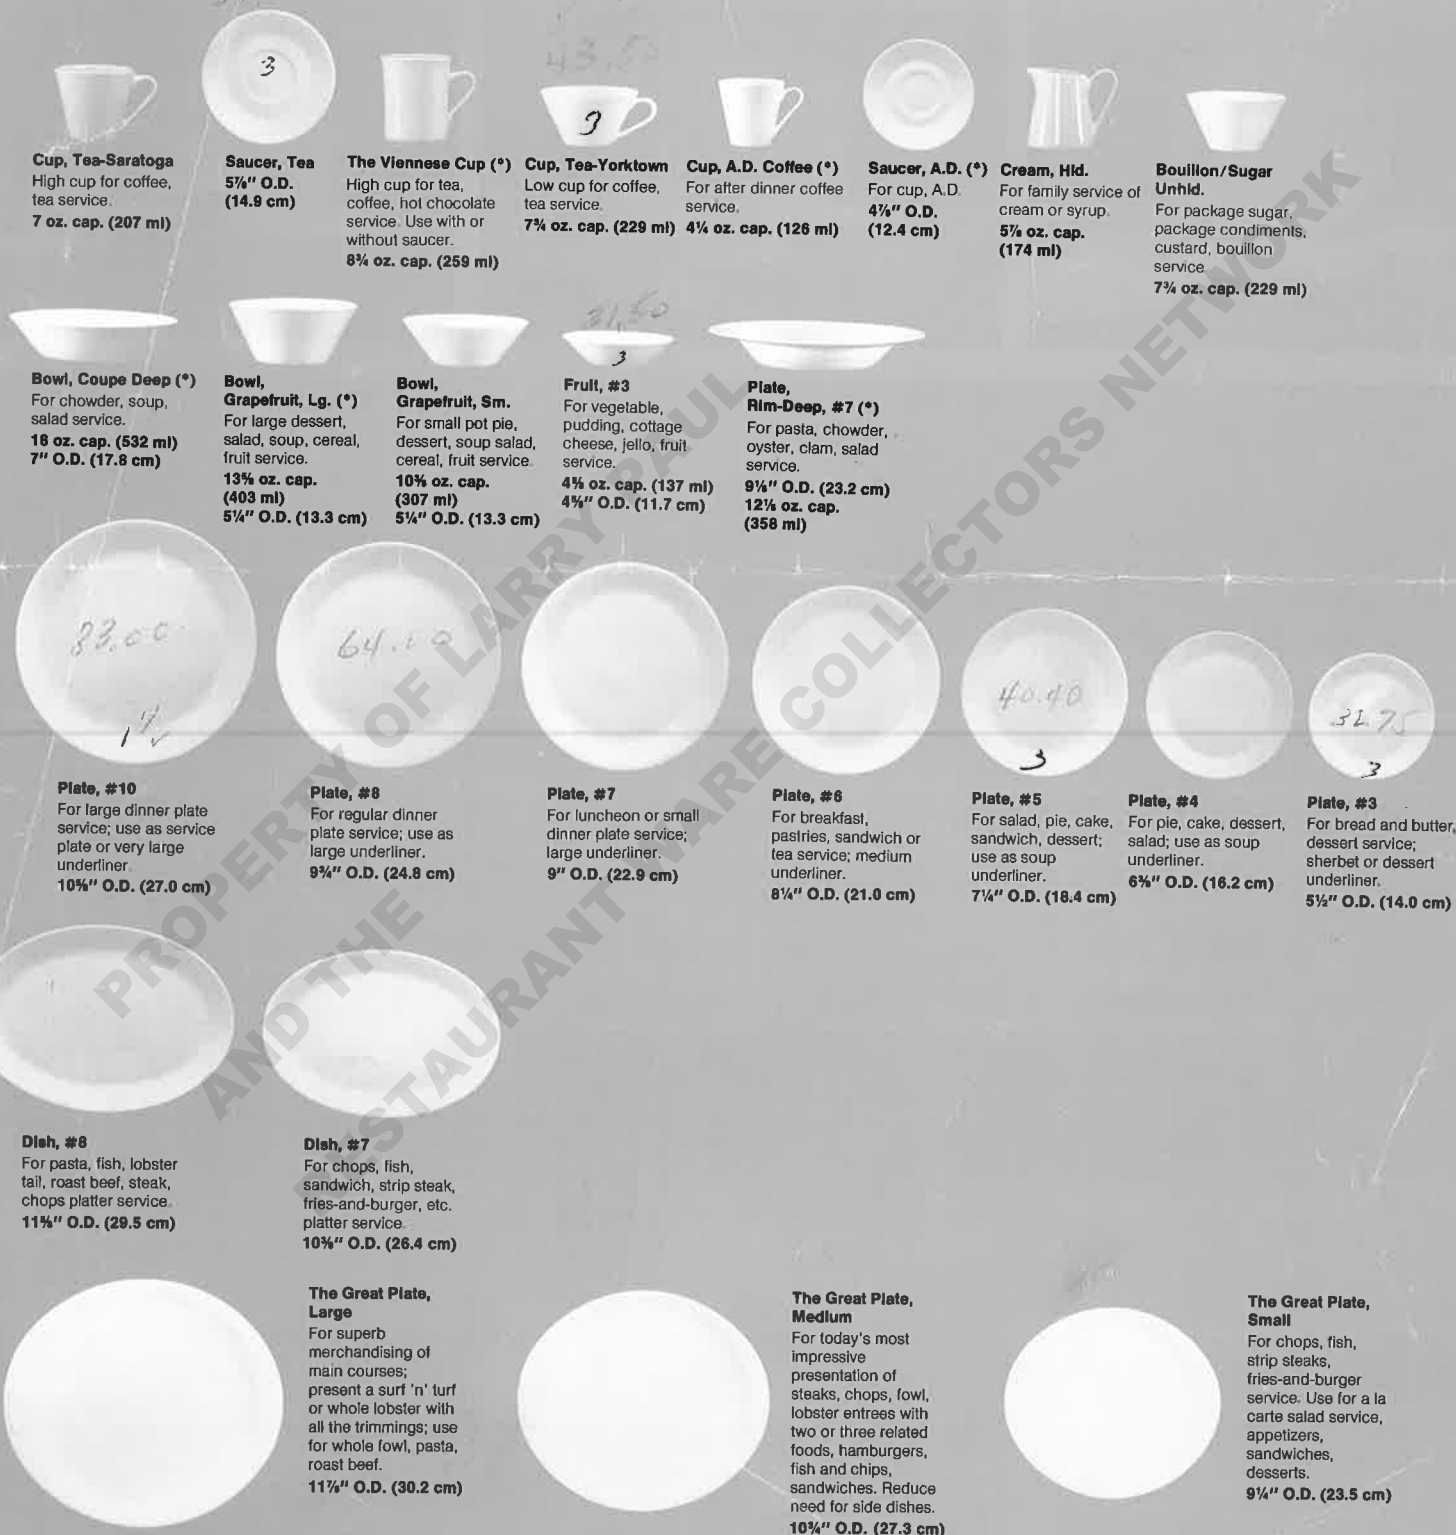 3
43.50
3
Cup, Tea-Saratoga
High cup for coffee,
tea service.
7 oz. cap. (207 ml)
Saucer, Tea
5⅞" O.D.
(14.9 cm)
The Viennese Cup (*)
High cup for tea,
coffee, hot chocolate
service. Use with or
without saucer.
8¾ oz. cap. (259 ml)
Cup, Tea-Yorktown
Low cup for coffee,
tea service.
7¾ oz. cap. (229 ml)
Cup, A.D. Coffee (*)
For after dinner coffee
service.
4¼ oz. cap. (126 ml)
Saucer, A.D. (*)
For cup, A.D.
4⅞" O.D.
(12.4 cm)
Cream, Hld.
For family service of
cream or syrup.
5⅞ oz. cap.
(174 ml)
Bouillon/Sugar
Unhld.
For package sugar,
package condiments,
custard, bouillon
service
7¾ oz. cap. (229 ml)
31.50
3
Bowl, Coupe Deep (*)
For chowder, soup,
salad service.
18 oz. cap. (532 ml)
7" O.D. (17.8 cm)
Bowl,
Grapefruit, Lg. (*)
For large dessert,
salad, soup, cereal,
fruit service.
13⅝ oz. cap.
(403 ml)
5¼" O.D. (13.3 cm)
Bowl,
Grapefruit, Sm.
For small pot pie,
dessert, soup salad,
cereal, fruit service.
10⅜ oz. cap.
(307 ml)
5¼" O.D. (13.3 cm)
Fruit, #3
For vegetable,
pudding, cottage
cheese, jello, fruit
service.
4⅝ oz. cap. (137 ml)
4⅝" O.D. (11.7 cm)
Plate,
Rim-Deep, #7 (*)
For pasta, chowder,
oyster, clam, salad
service.
9⅛" O.D. (23.2 cm)
12⅛ oz. cap.
(358 ml)
83.00
64.00
40.40
3
32.75
3
Plate, #10
For large dinner plate
service; use as service
plate or very large
underliner.
10⅝" O.D. (27.0 cm)
Plate, #8
For regular dinner
plate service; use as
large underliner.
9¾" O.D. (24.8 cm)
Plate, #7
For luncheon or small
dinner plate service;
large underliner.
9" O.D. (22.9 cm)
Plate, #6
For breakfast,
pastries, sandwich or
tea service; medium
underliner.
8¼" O.D. (21.0 cm)
Plate, #5
For salad, pie, cake,
sandwich, dessert;
use as soup
underliner.
7¼" O.D. (18.4 cm)
Plate, #4
For pie, cake, dessert,
salad; use as soup
underliner.
6⅜" O.D. (16.2 cm)
Plate, #3
For bread and butter,
dessert service;
sherbet or dessert
underliner.
5½" O.D. (14.0 cm)
Dish, #8
For pasta, fish, lobster
tail, roast beef, steak,
chops platter service.
11⅝" O.D. (29.5 cm)
Dish, #7
For chops, fish,
sandwich, strip steak,
fries-and-burger, etc.
platter service.
10⅜" O.D. (26.4 cm)
The Great Plate,
Large
For superb
merchandising of
main courses;
present a surf 'n' turf
or whole lobster with
all the trimmings; use
for whole fowl, pasta,
roast beef.
11⅞" O.D. (30.2 cm)
The Great Plate,
Medium
For today's most
impressive
presentation of
steaks, chops, fowl,
lobster entrees with
two or three related
foods, hamburgers,
fish and chips,
sandwiches. Reduce
need for side dishes.
10¾" O.D. (27.3 cm)
The Great Plate,
Small
For chops, fish,
strip steaks,
fries-and-burger
service. Use for a la
carte salad service,
appetizers,
sandwiches,
desserts.
9¼" O.D. (23.5 cm)
PROPERTY OF LARRY PAUL
AND THE
RESTAURANT WARE COLLECTORS NETWORK